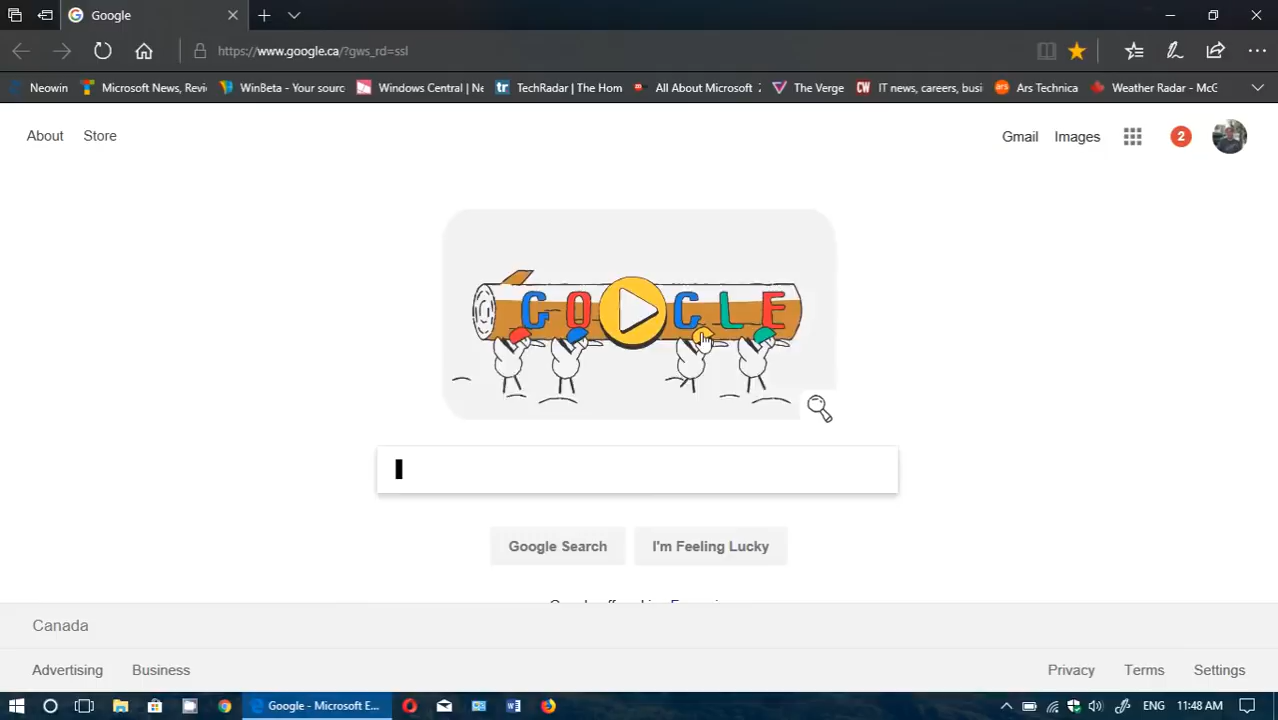 Google
https://www.google.ca/?gws_rd=ssl
Neowin Microsoft News, Revi WinBeta - Your sourc Windows Central | Ne TechRadar | The Hom All About Microsoft The Verge IT news, careers, busi Ars Technica Weather Radar - McG
About Store Gmail Images 2
GOGLE
Google Search I'm Feeling Lucky
Canada
Advertising Business Privacy Terms Settings
Google - Microsoft E... ENG 11:48 AM